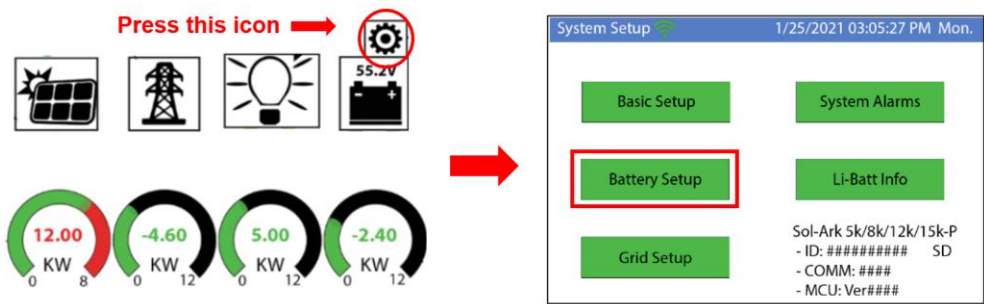 Press this icon
55.2V
- +
12.00
KW
0 8
-4.60
KW
0 12
5.00
KW
0 12
-2.40
KW
0 12
System Setup 1/25/2021 03:05:27 PM Mon.
Basic Setup
System Alarms
Battery Setup
Li-Batt Info
Grid Setup
Sol-Ark 5k/8k/12k/15k-P
- ID: ########## SD
- COMM: ####
- MCU: Ver####